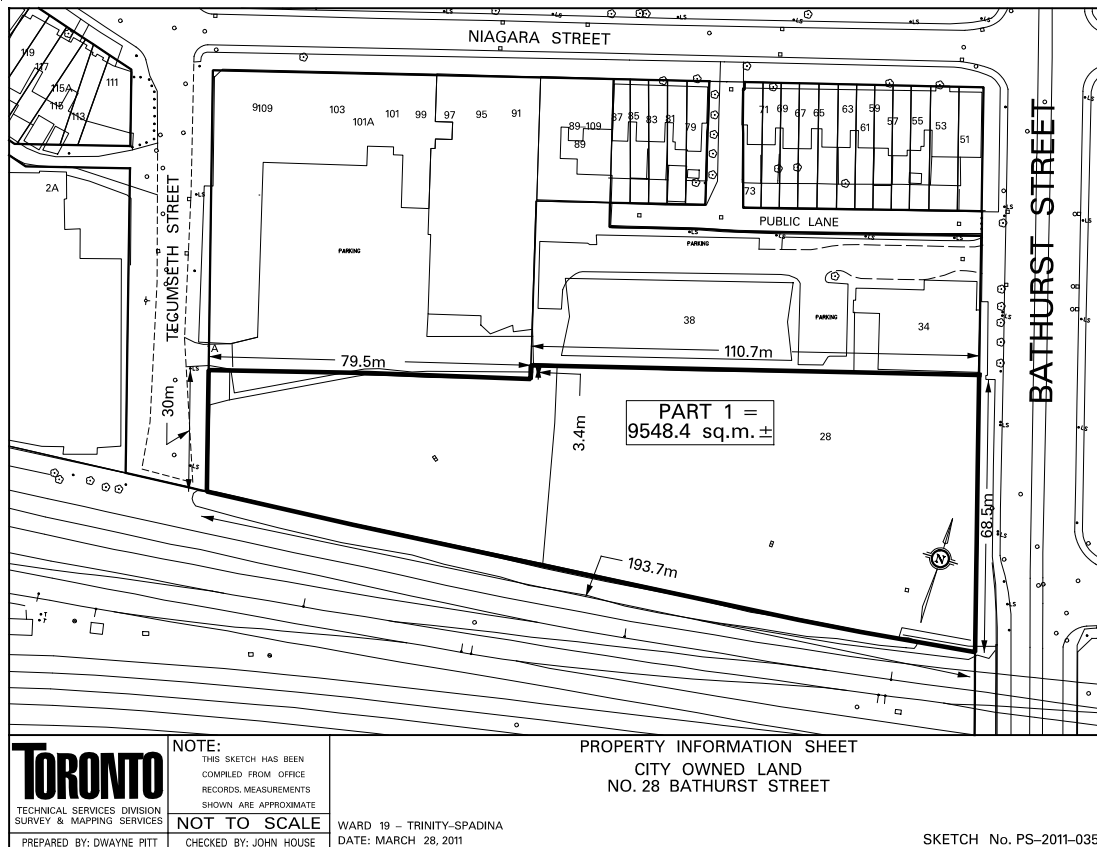 NIAGARA STREET
119
117
115A
115
113
111
9109
103
101A
101
99
97
95
91
89-109
89
87
85
83
81
79
71
69
67
65
63
61
59
57
55
53
51
73
2A
TECUMSETH STREET
PUBLIC LANE
BATHURST STREET
PARKING
PARKING
PARKING
38
34
A
79.5m
110.7m
30m
3.4m
PART 1 =
9548.4 sq.m. ±
28
68.5m
193.7m
N
TORONTO
TECHNICAL SERVICES DIVISION
SURVEY & MAPPING SERVICES
PREPARED BY: DWAYNE PITT
NOTE:
THIS SKETCH HAS BEEN
COMPILED FROM OFFICE
RECORDS. MEASUREMENTS
SHOWN ARE APPROXIMATE
NOT TO SCALE
CHECKED BY: JOHN HOUSE
PROPERTY INFORMATION SHEET
CITY OWNED LAND
NO. 28 BATHURST STREET
WARD 19 – TRINITY–SPADINA
DATE: MARCH 28, 2011
SKETCH No. PS–2011–035